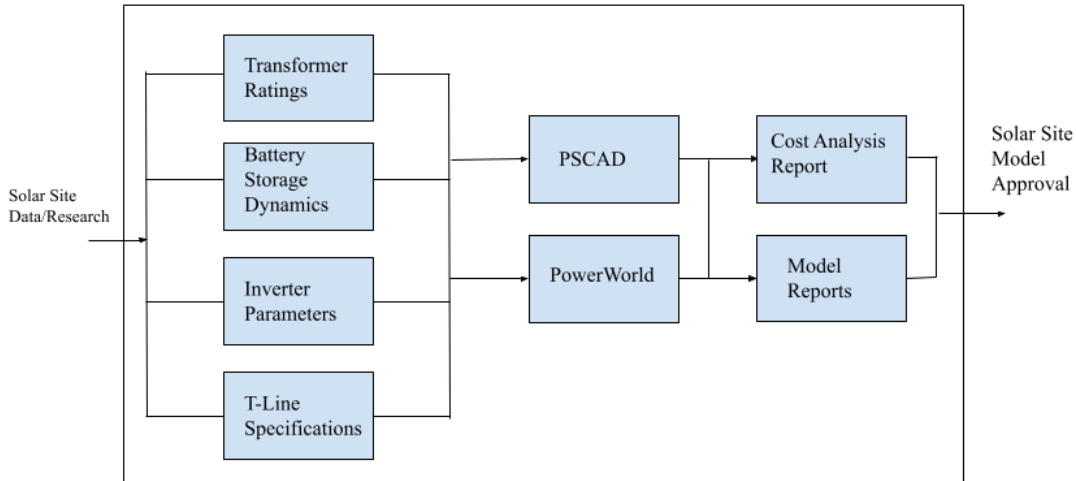 Solar Site
Data/Research
Transformer
Ratings
Battery
Storage
Dynamics
Inverter
Parameters
T-Line
Specifications
PSCAD
PowerWorld
Cost Analysis
Report
Model
Reports
Solar Site
Model
Approval